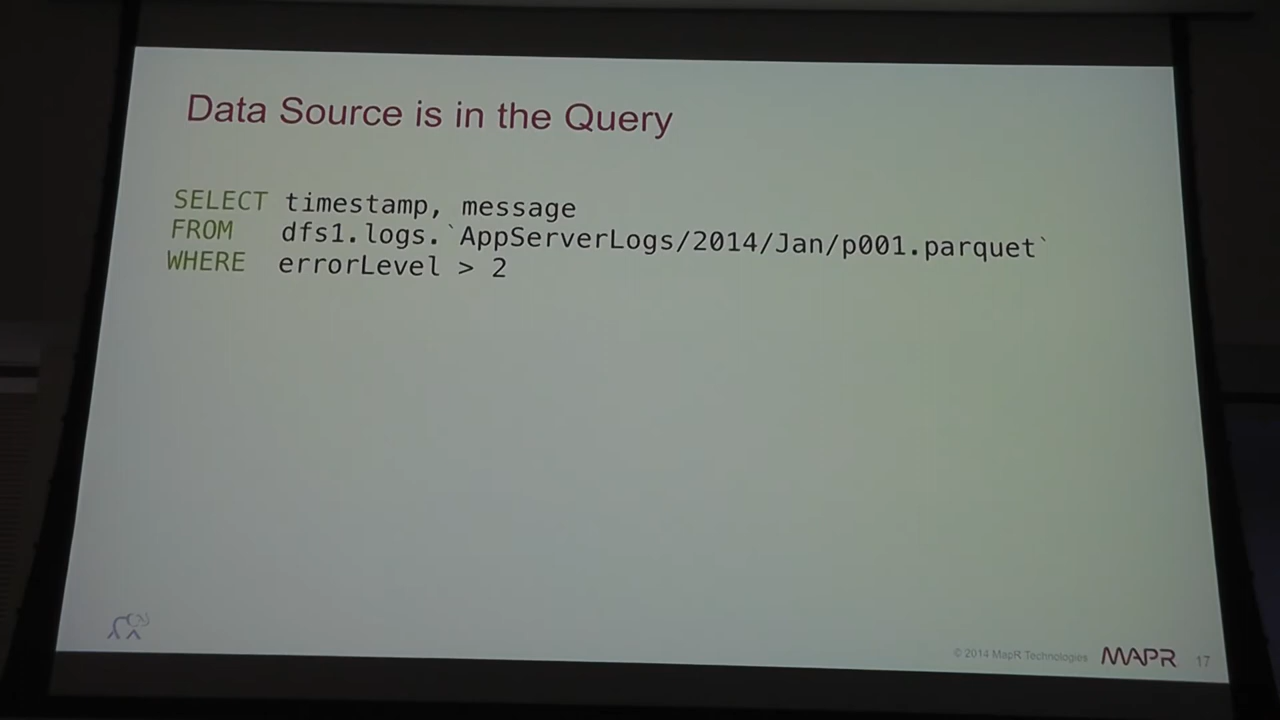 Data Source is in the Query
SELECT timestamp, message
FROM dfs1.logs.`AppServerLogs/2014/Jan/p001.parquet`
WHERE errorLevel > 2
© 2014 MapR Technologies MAPR 17